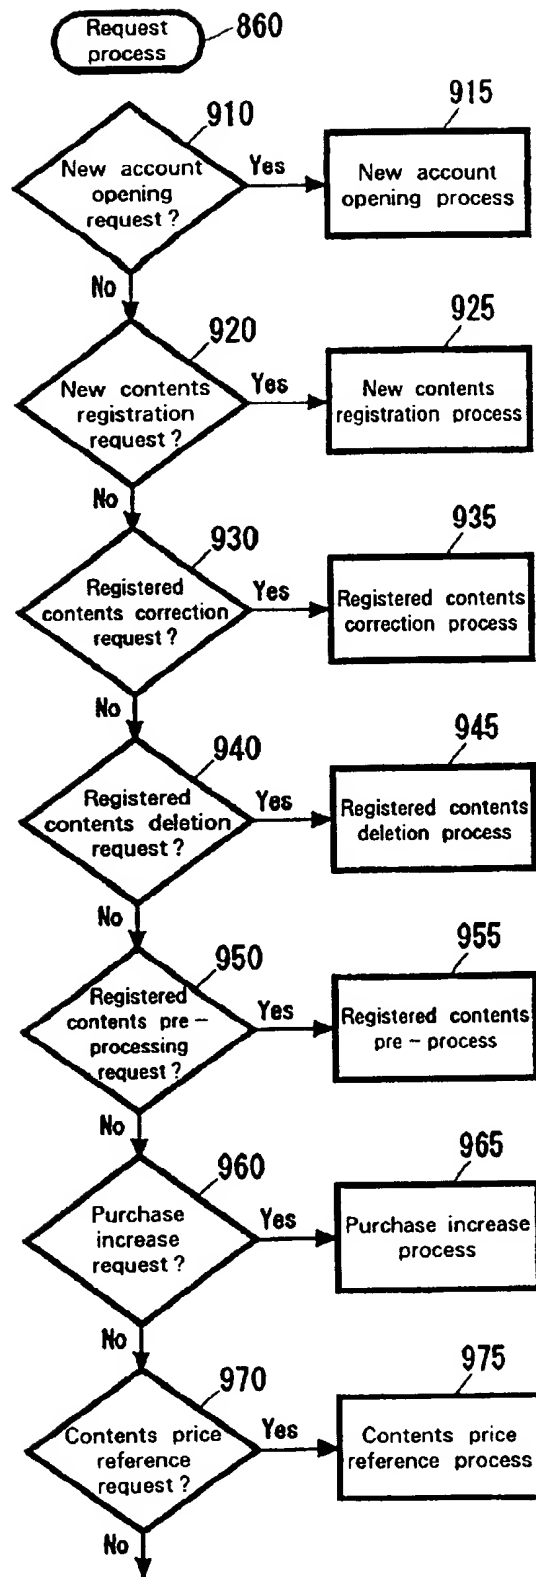 Request
process
860
910
New account
opening
request ?
Yes
915
New account
opening process
No
920
New contents
registration
request ?
Yes
925
New contents
registration process
No
930
Registered
contents correction
request ?
Yes
935
Registered contents
correction process
No
940
Registered
contents deletion
request ?
Yes
945
Registered contents
deletion process
No
950
Registered
contents pre -
processing
request ?
Yes
955
Registered contents
pre - process
No
960
Purchase
increase
request ?
Yes
965
Purchase increase
process
No
970
Contents price
reference
request ?
Yes
975
Contents price
reference process
No